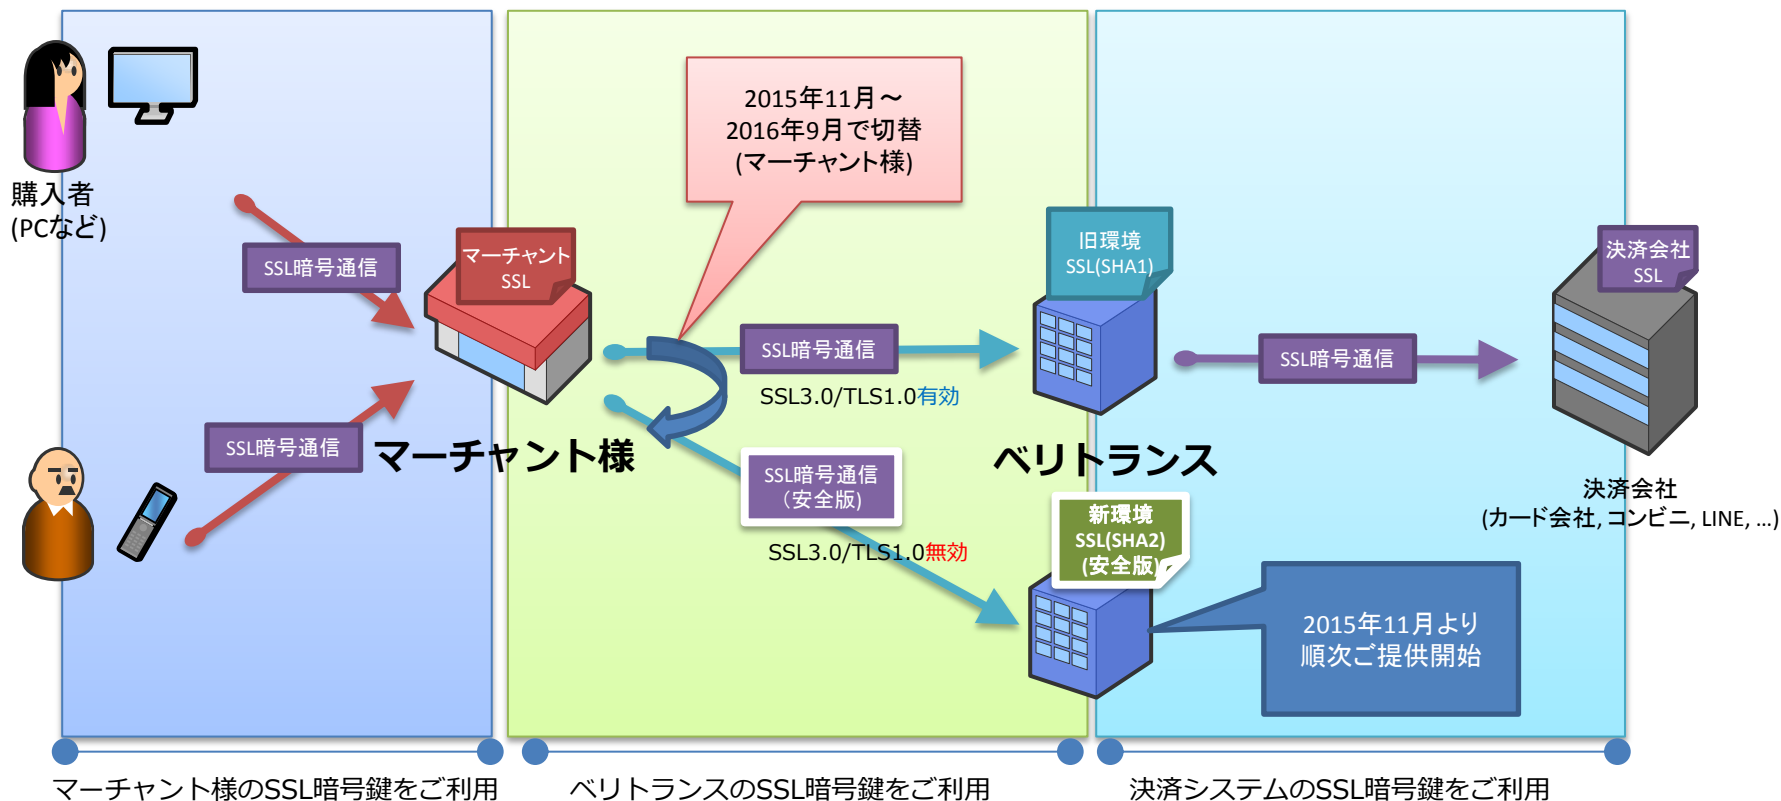 購入者
(PCなど)
SSL暗号通信
SSL暗号通信
マーチャント
SSL
マーチャント様
2015年11月～
2016年9月で切替
(マーチャント様)
SSL暗号通信
SSL3.0/TLS1.0有効
SSL暗号通信
（安全版)
SSL3.0/TLS1.0無効
旧環境
SSL(SHA1)
ベリトランス
新環境
SSL(SHA2)
(安全版)
SSL暗号通信
決済会社
SSL
決済会社
(カード会社, コンビニ, LINE, ...)
2015年11月より
順次ご提供開始
マーチャント様のSSL暗号鍵をご利用
ベリトランスのSSL暗号鍵をご利用
決済システムのSSL暗号鍵をご利用